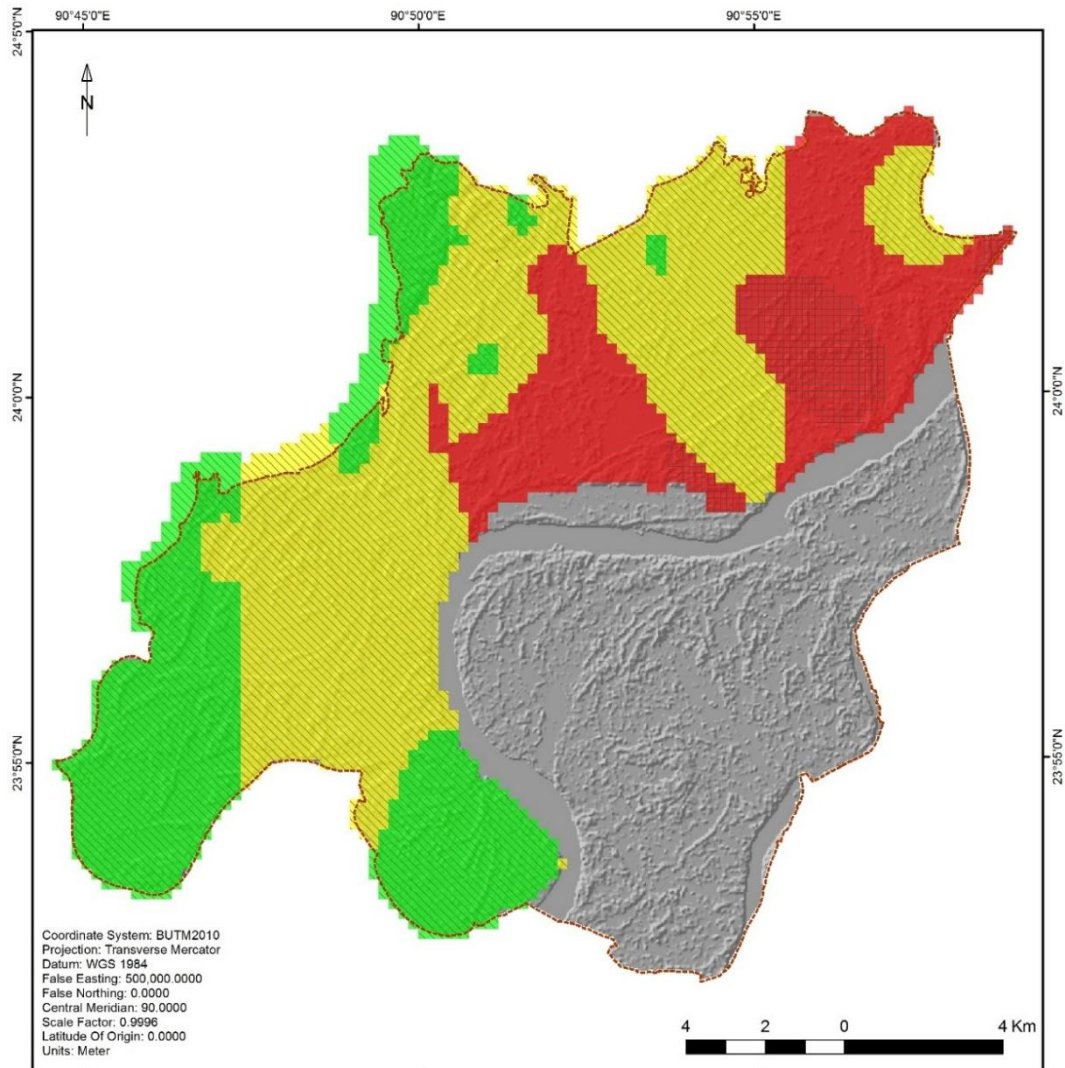 90°45'0"E 90°50'0"E 90°55'0"E
24°5'0"N
N
24°0'0"N 24°0'0"N
23°55'0"N 23°55'0"N
Coordinate System: BUTM2010
Projection: Transverse Mercator
Datum: WGS 1984
False Easting: 500,000.0000
False Northing: 0.0000
Central Meridian: 90.0000
Scale Factor: 0.9996
Latitude Of Origin: 0.0000
Units: Meter
4 2 0 4 Km